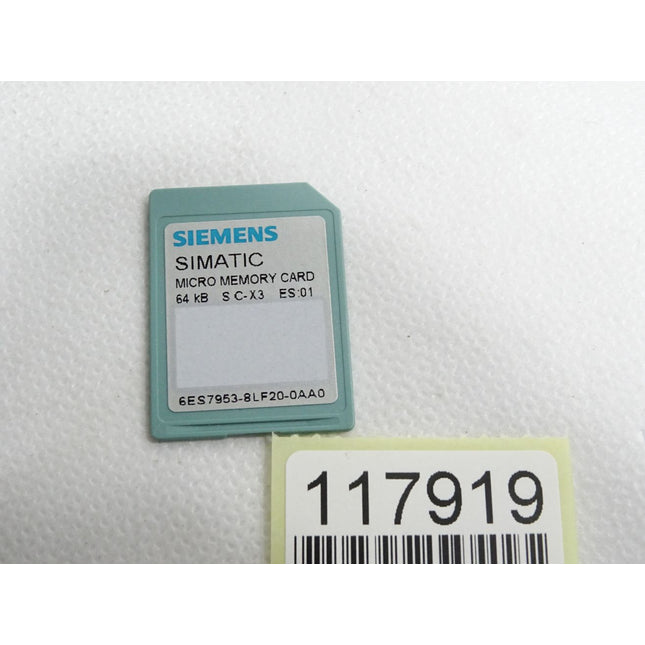 SIEMENS
SIMATIC
MICRO MEMORY CARD
64 kB S C-X3 ES:01
6ES7953-8LF20-0AA0
117919